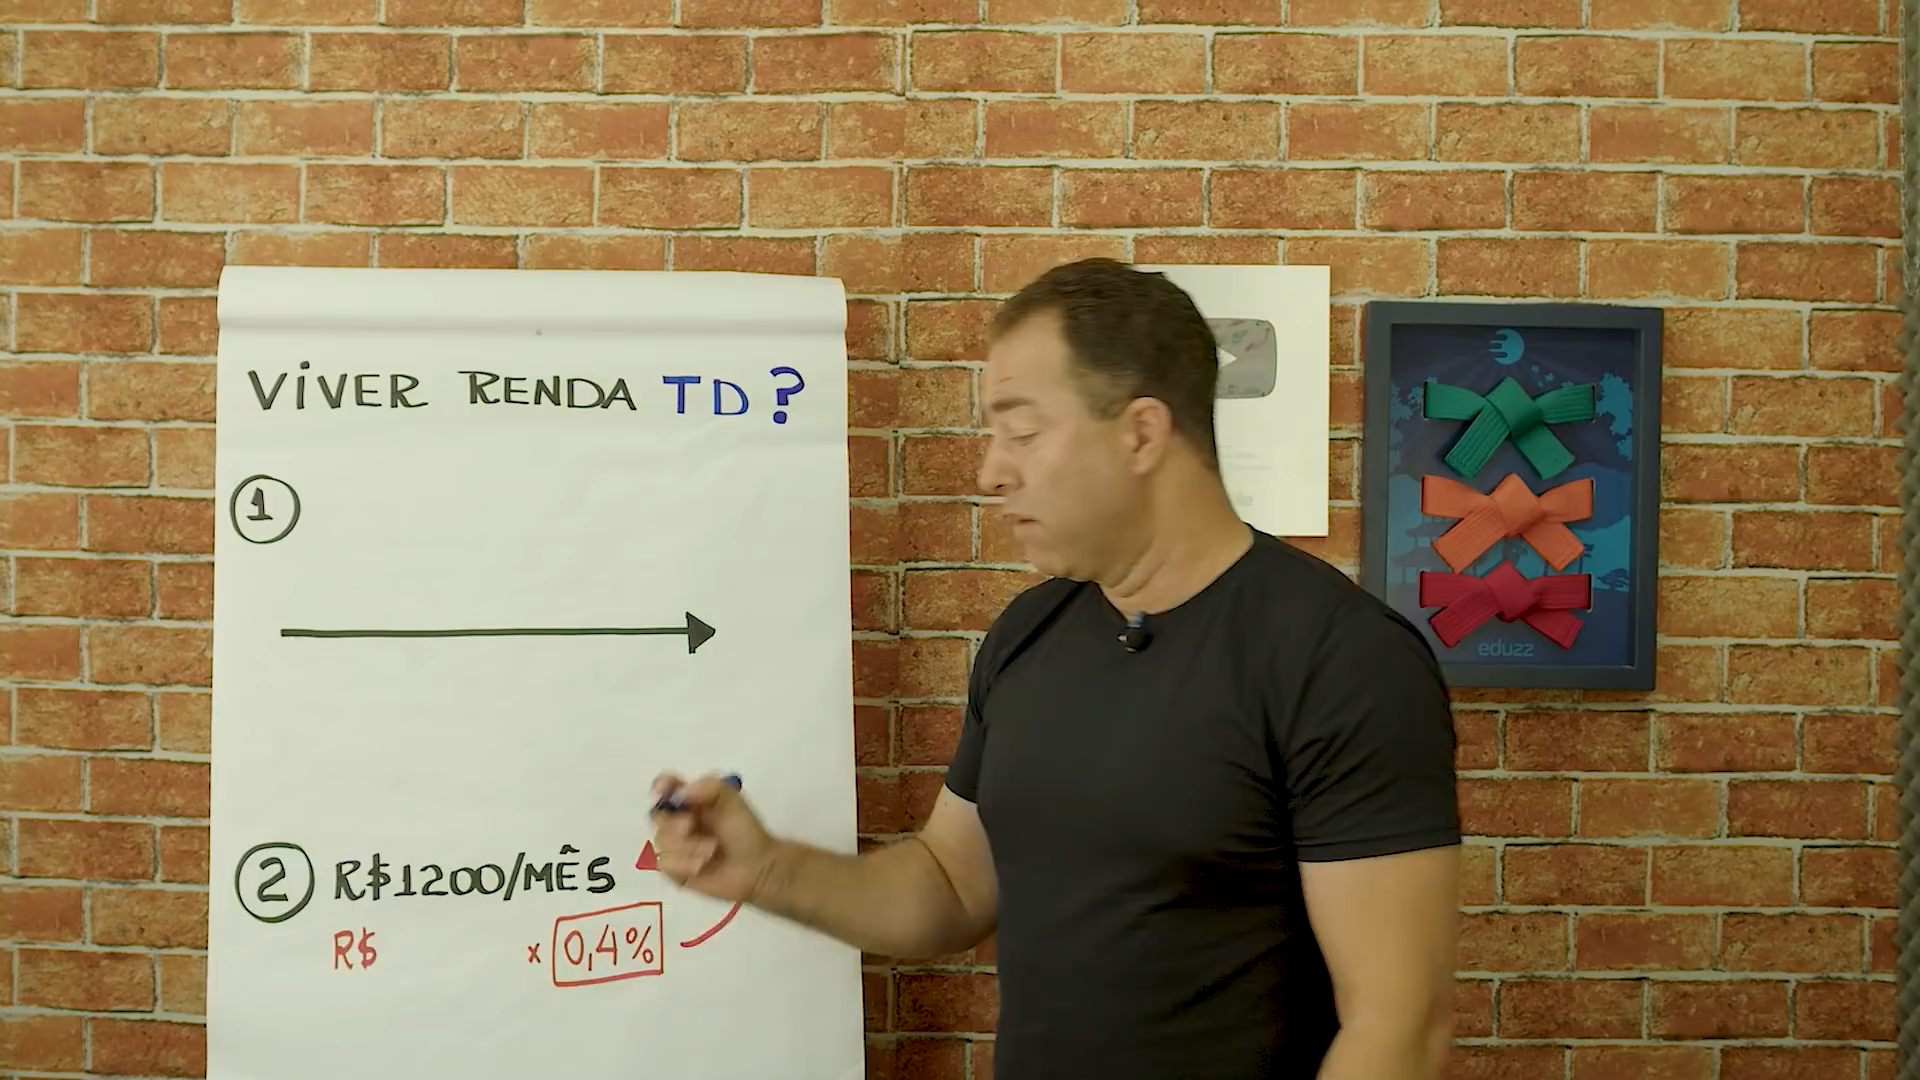 VIVER RENDA TD?
1
2 R$1200/MÊS
R$ x 0,4%
eduzz